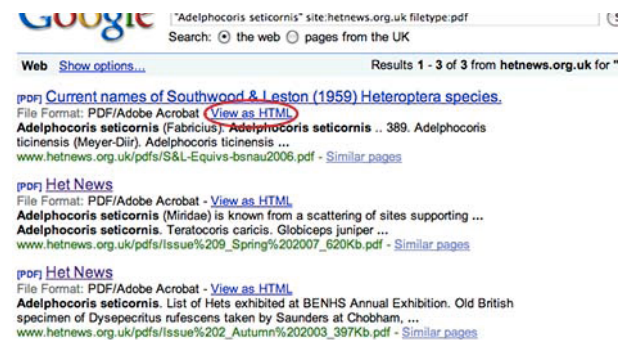 Google
"Adelphocoris seticornis" site:hetnews.org.uk filetype:pdf
Search: the web pages from the UK
Web Show options... Results 1 - 3 of 3 from hetnews.org.uk for "
[PDF] Current names of Southwood & Leston (1959) Heteroptera species.
File Format: PDF/Adobe Acrobat - View as HTML
Adelphocoris seticornis (Fabricius). Adelphocoris seticornis .. 389. Adelphocoris
ticinensis (Meyer-Diir). Adelphocoris ticinensis ...
www.hetnews.org.uk/pdfs/S&L-Equivs-bsnau2006.pdf - Similar pages
[PDF] Het News
File Format: PDF/Adobe Acrobat - View as HTML
Adelphocoris seticornis (Miridae) is known from a scattering of sites supporting ...
Adelphocoris seticornis. Teratocoris caricis. Globiceps juniper ...
www.hetnews.org.uk/pdfs/Issue%209_Spring%202007_620Kb.pdf - Similar pages
[PDF] Het News
File Format: PDF/Adobe Acrobat - View as HTML
Adelphocoris seticornis. List of Hets exhibited at BENHS Annual Exhibition. Old British
specimen of Dysepecritus rufescens taken by Saunders at Chobham, ...
www.hetnews.org.uk/pdfs/Issue%202_Autumn%202003_397Kb.pdf - Similar pages